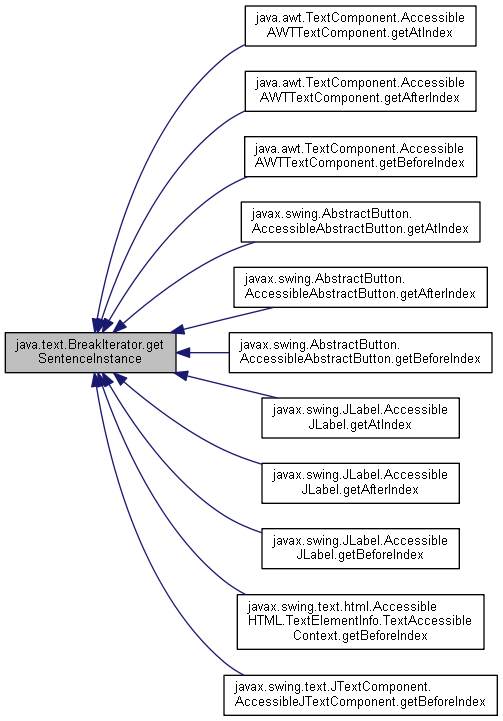 java.awt.TextComponent.Accessible
AWTTextComponent.getAtIndex
java.awt.TextComponent.Accessible
AWTTextComponent.getAfterIndex
java.awt.TextComponent.Accessible
AWTTextComponent.getBeforeIndex
javax.swing.AbstractButton.
AccessibleAbstractButton.getAtIndex
javax.swing.AbstractButton.
AccessibleAbstractButton.getAfterIndex
java.text.BreakIterator.get
SentenceInstance
javax.swing.AbstractButton.
AccessibleAbstractButton.getBeforeIndex
javax.swing.JLabel.Accessible
JLabel.getAtIndex
javax.swing.JLabel.Accessible
JLabel.getAfterIndex
javax.swing.JLabel.Accessible
JLabel.getBeforeIndex
javax.swing.text.html.Accessible
HTML.TextElementInfo.TextAccessible
Context.getBeforeIndex
javax.swing.text.JTextComponent.
AccessibleJTextComponent.getBeforeIndex